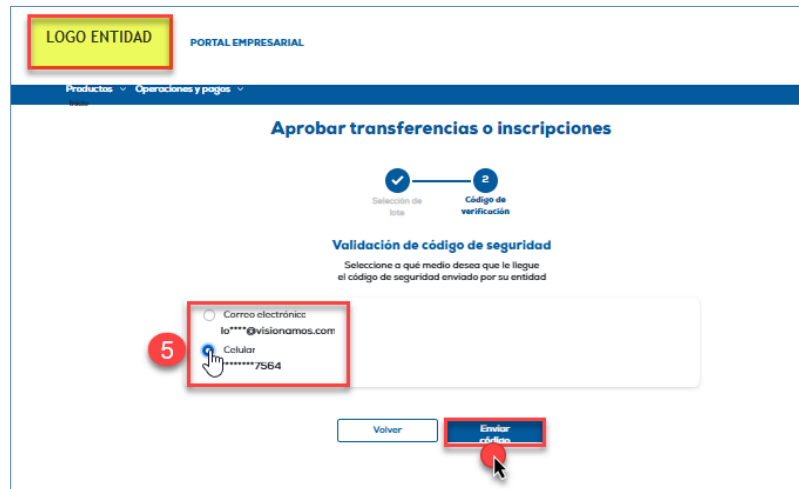 LOGO ENTIDAD
PORTAL EMPRESARIAL
Productos Operaciones y pagos
Inicio
Aprobar transferencias o inscripciones
2
Selección de
lote
Código de
verificación
Validación de código de seguridad
Seleccione a qué medio desea que le llegue
el código de seguridad enviado por su entidad
Correo electrónico
lo****@visionamos.com
5
Celular
********7564
Volver
Enviar
código